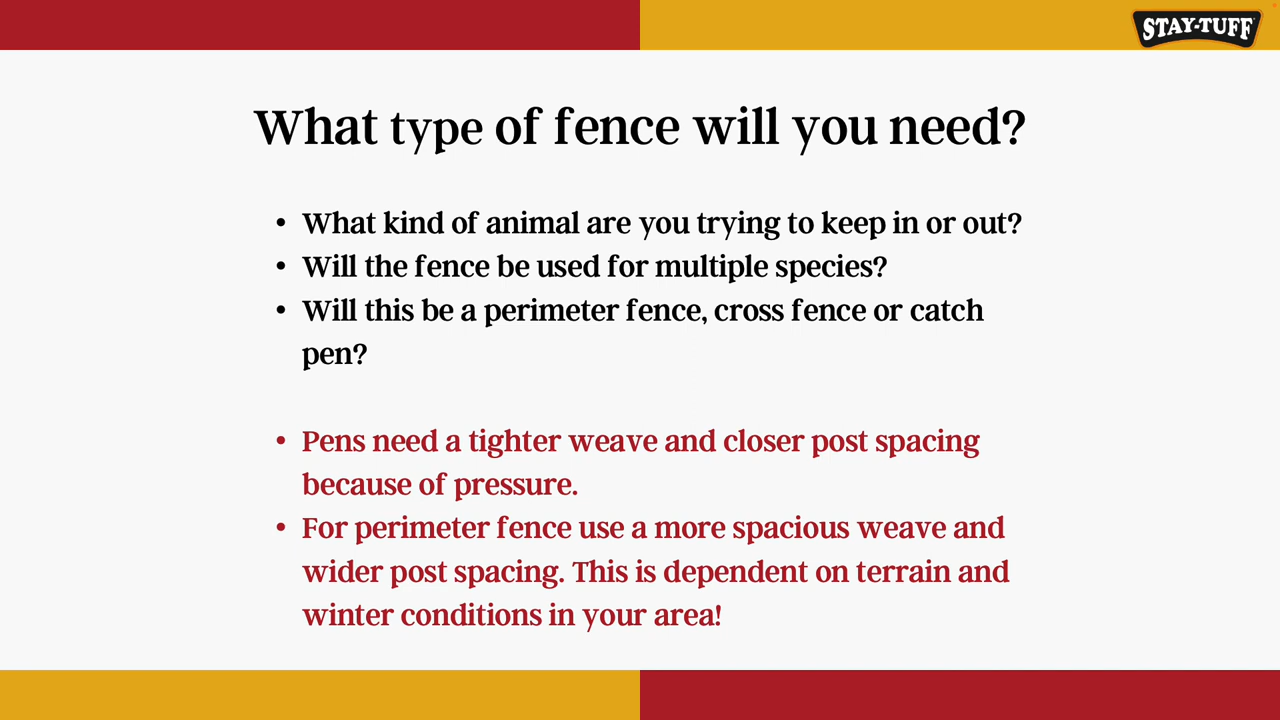 STAY-TUFF
What type of fence will you need?
• What kind of animal are you trying to keep in or out?
• Will the fence be used for multiple species?
• Will this be a perimeter fence, cross fence or catch
pen?
• Pens need a tighter weave and closer post spacing
because of pressure.
• For perimeter fence use a more spacious weave and
wider post spacing. This is dependent on terrain and
winter conditions in your area!